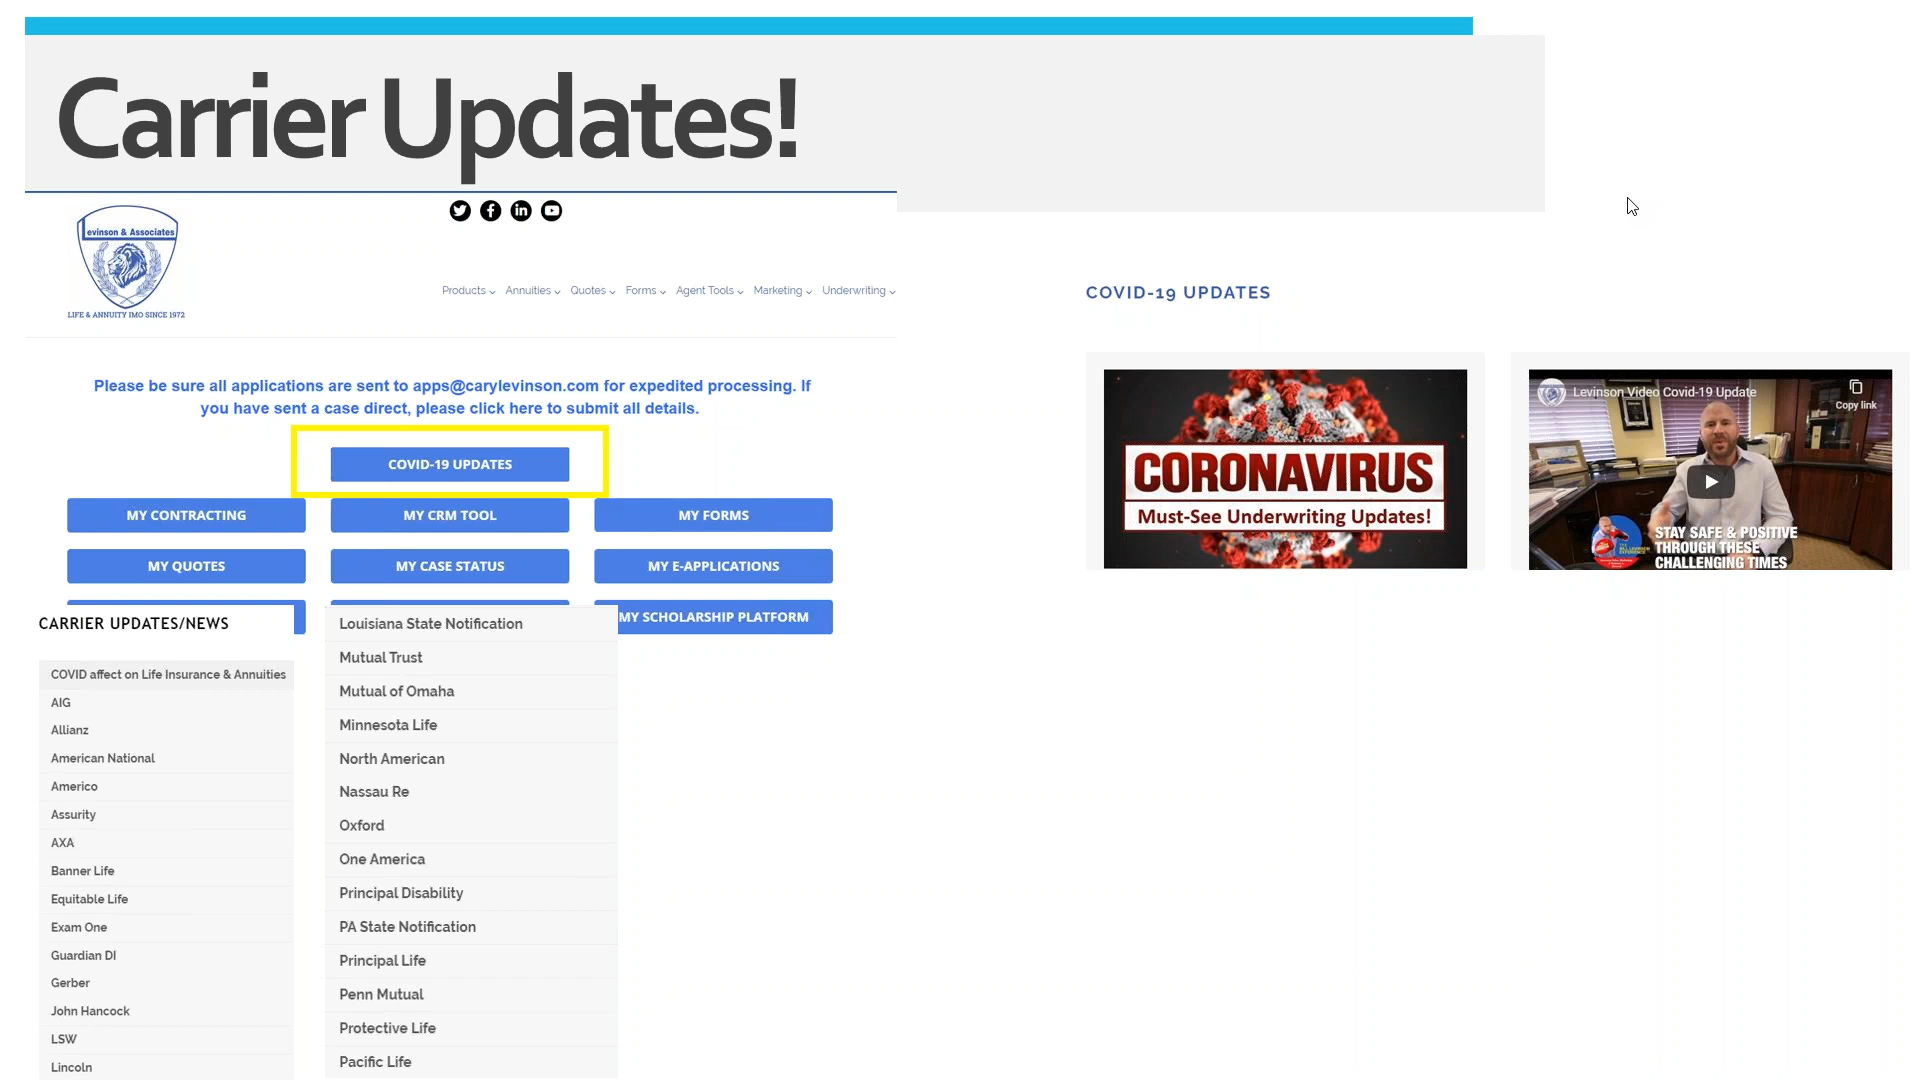 Carrier Updates!
Levinson & Associates
LIFE & ANNUITY IMO SINCE 1972
Products
Annuities
Quotes
Forms
Agent Tools
Marketing
Underwriting
Please be sure all applications are sent to apps@carylevinson.com for expedited processing. If
you have sent a case direct, please click here to submit all details.
COVID-19 UPDATES
MY CONTRACTING
MY CRM TOOL
MY FORMS
MY QUOTES
MY CASE STATUS
MY E-APPLICATIONS
MY SCHOLARSHIP PLATFORM
CARRIER UPDATES/NEWS
COVID affect on Life Insurance & Annuities
AIG
Allianz
American National
Americo
Assurity
AXA
Banner Life
Equitable Life
Exam One
Guardian DI
Gerber
John Hancock
LSW
Lincoln
Louisiana State Notification
Mutual Trust
Mutual of Omaha
Minnesota Life
North American
Nassau Re
Oxford
One America
Principal Disability
PA State Notification
Principal Life
Penn Mutual
Protective Life
Pacific Life
COVID-19 UPDATES
CORONAVIRUS
Must-See Underwriting Updates!
Levinson Video Covid-19 Update
Copy link
STAY SAFE & POSITIVE
THROUGH THESE
CHALLENGING TIMES